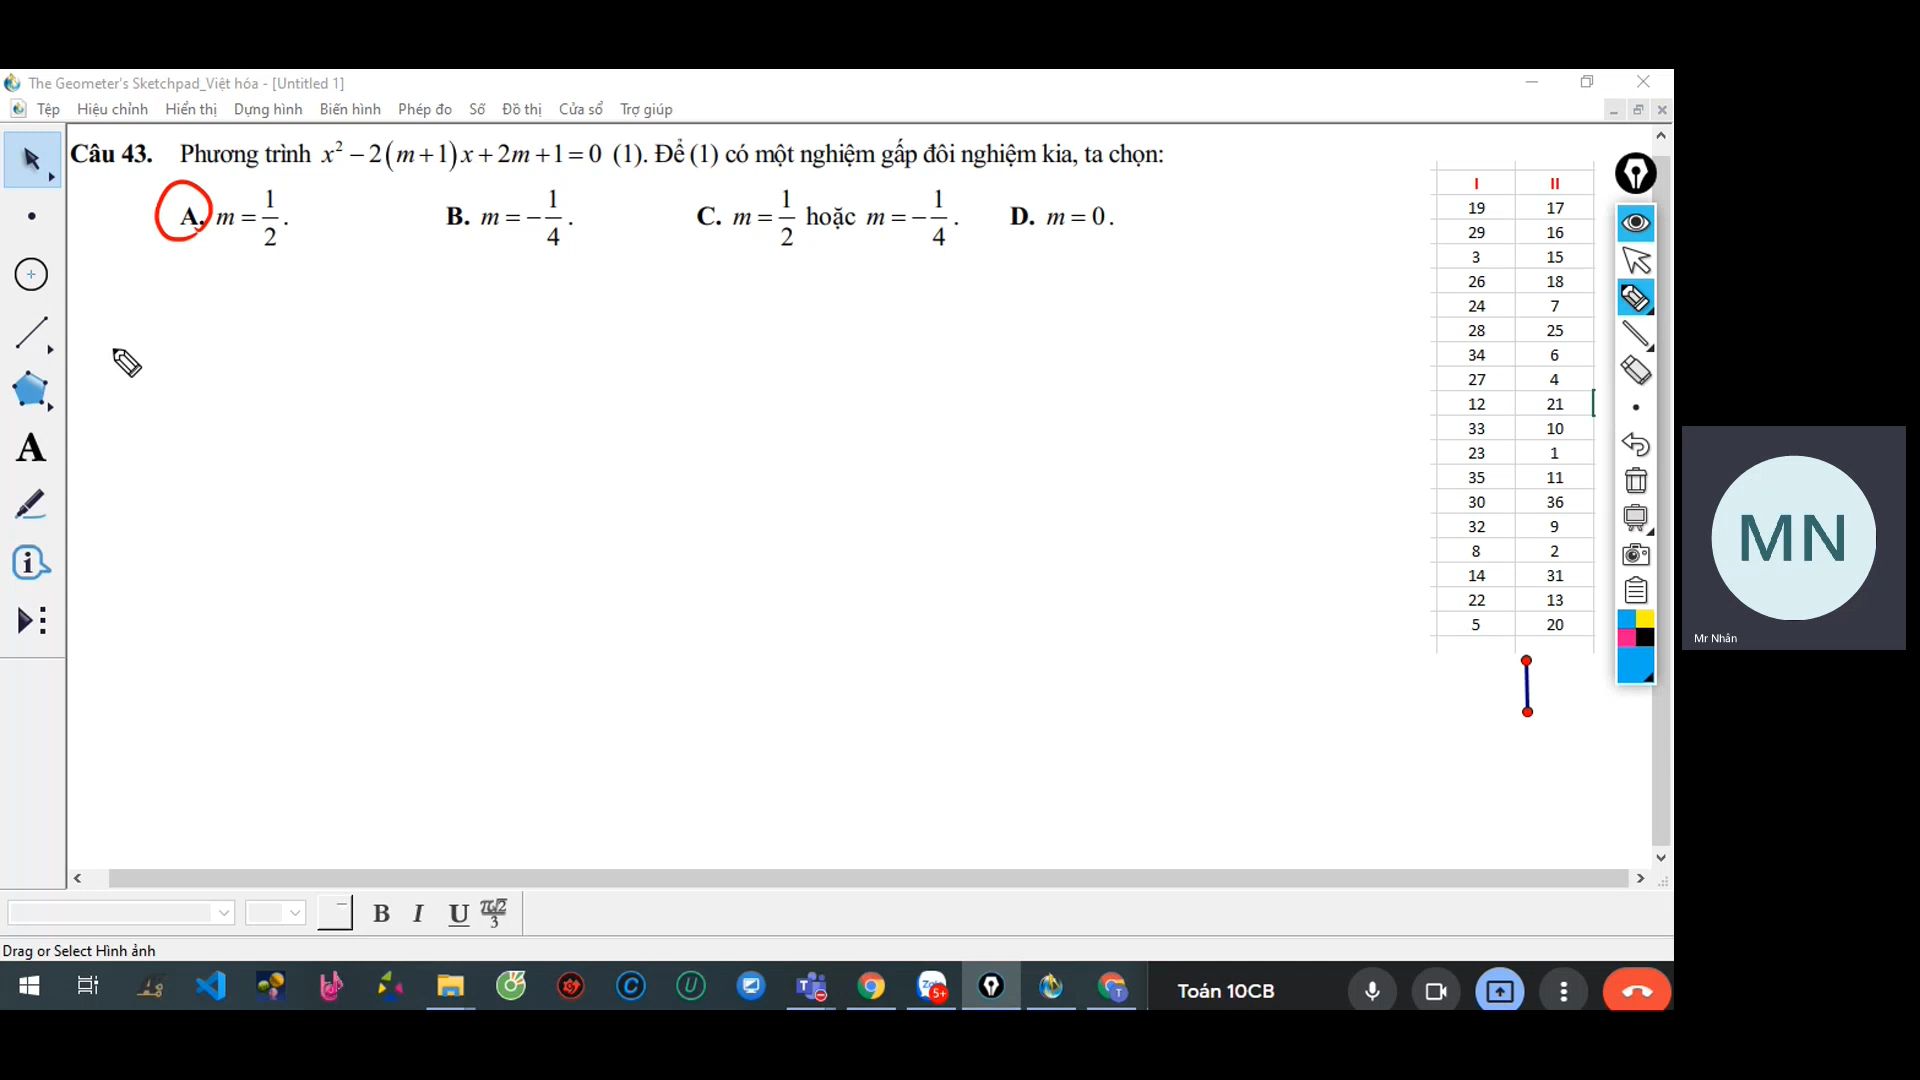 The Geometer's Sketchpad_Việt hóa - [Untitled 1]
Tệp Hiệu chỉnh Hiển thị Dựng hình Biến hình Phép đo Số Đồ thị Cửa sổ Trợ giúp
Câu 43. Phương trình x² − 2(m+1)x + 2m + 1 = 0 (1). Để (1) có một nghiệm gấp đôi nghiệm kia, ta chọn:
A. m = 1/2. B. m = −1/4. C. m = 1/2 hoặc m = −1/4. D. m = 0.
I II
19 17
29 16
3 15
26 18
24 7
28 25
34 6
27 4
12 21
33 10
23 1
35 11
30 36
32 9
8 2
14 31
22 13
5 20
A
MN
Mr Nhân
B I U π√2/3
Drag or Select Hình ảnh
5+
Toán 10CB